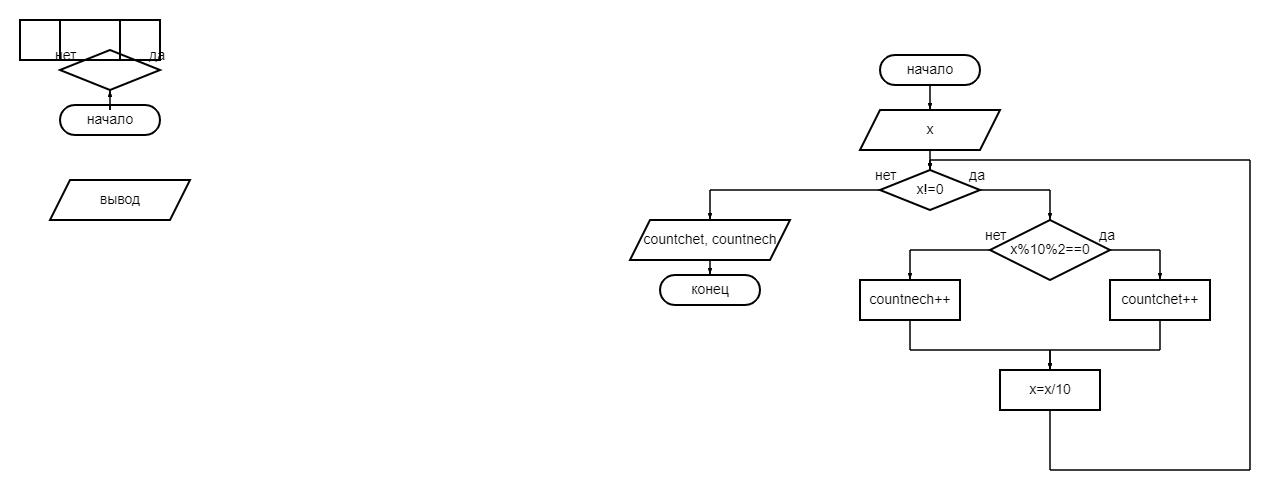 нет
да
начало
вывод
начало
x
нет
да
x!=0
countchet, countnech
конец
нет
да
x%10%2==0
countnech++
countchet++
x=x/10